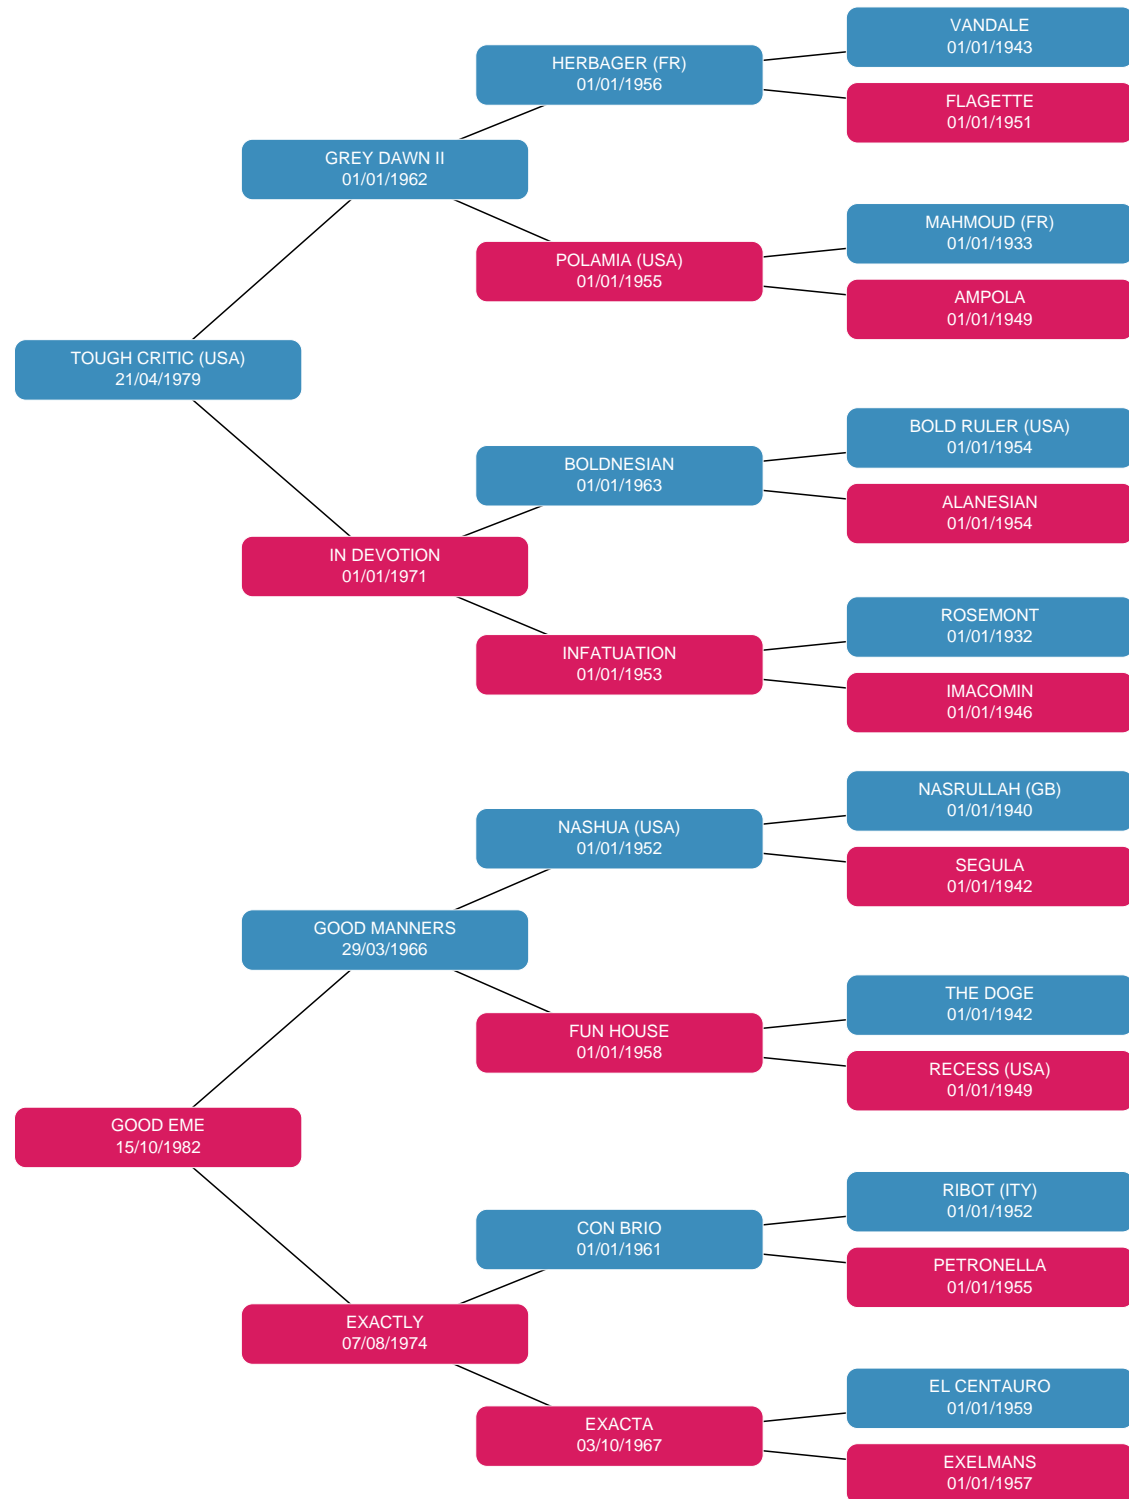 VANDALE
01/01/1943
HERBAGER (FR)
01/01/1956
FLAGETTE
01/01/1951
GREY DAWN II
01/01/1962
MAHMOUD (FR)
01/01/1933
POLAMIA (USA)
01/01/1955
AMPOLA
01/01/1949
TOUGH CRITIC (USA)
21/04/1979
BOLD RULER (USA)
01/01/1954
BOLDNESIAN
01/01/1963
ALANESIAN
01/01/1954
IN DEVOTION
01/01/1971
ROSEMONT
01/01/1932
INFATUATION
01/01/1953
IMACOMIN
01/01/1946
NASRULLAH (GB)
01/01/1940
NASHUA (USA)
01/01/1952
SEGULA
01/01/1942
GOOD MANNERS
29/03/1966
THE DOGE
01/01/1942
FUN HOUSE
01/01/1958
RECESS (USA)
01/01/1949
GOOD EME
15/10/1982
RIBOT (ITY)
01/01/1952
CON BRIO
01/01/1961
PETRONELLA
01/01/1955
EXACTLY
07/08/1974
EL CENTAURO
01/01/1959
EXACTA
03/10/1967
EXELMANS
01/01/1957